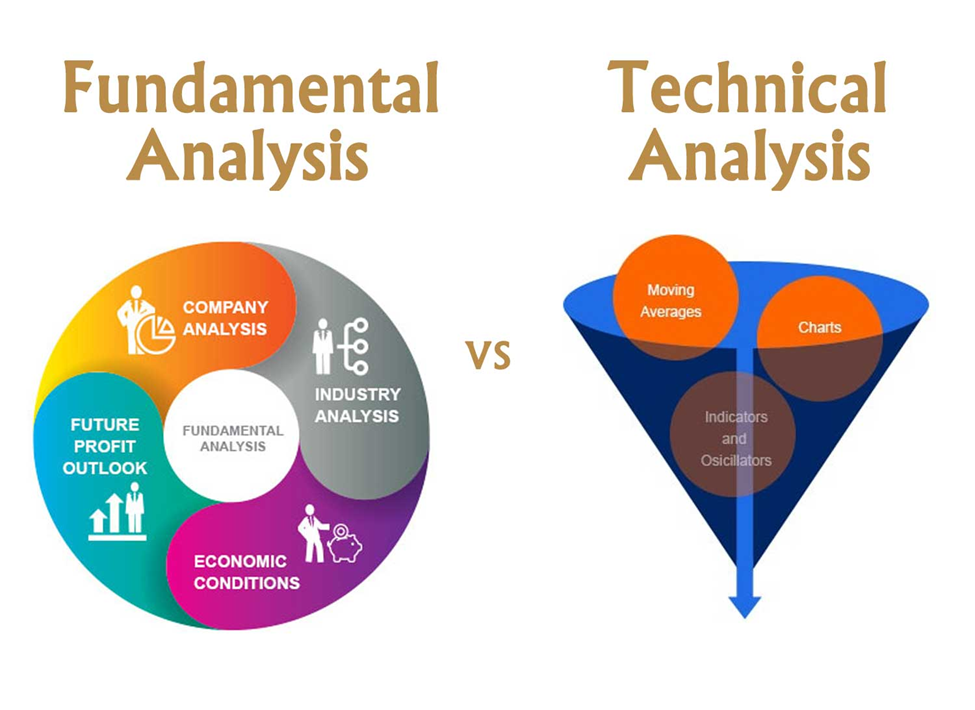 Fundamental
Analysis
Technical
Analysis
COMPANY
ANALYSIS
INDUSTRY
ANALYSIS
FUTURE
PROFIT
OUTLOOK
FUNDAMENTAL
ANALYSIS
ECONOMIC
CONDITIONS
VS
Moving
Averages
Charts
Indicators
and
Osicillators